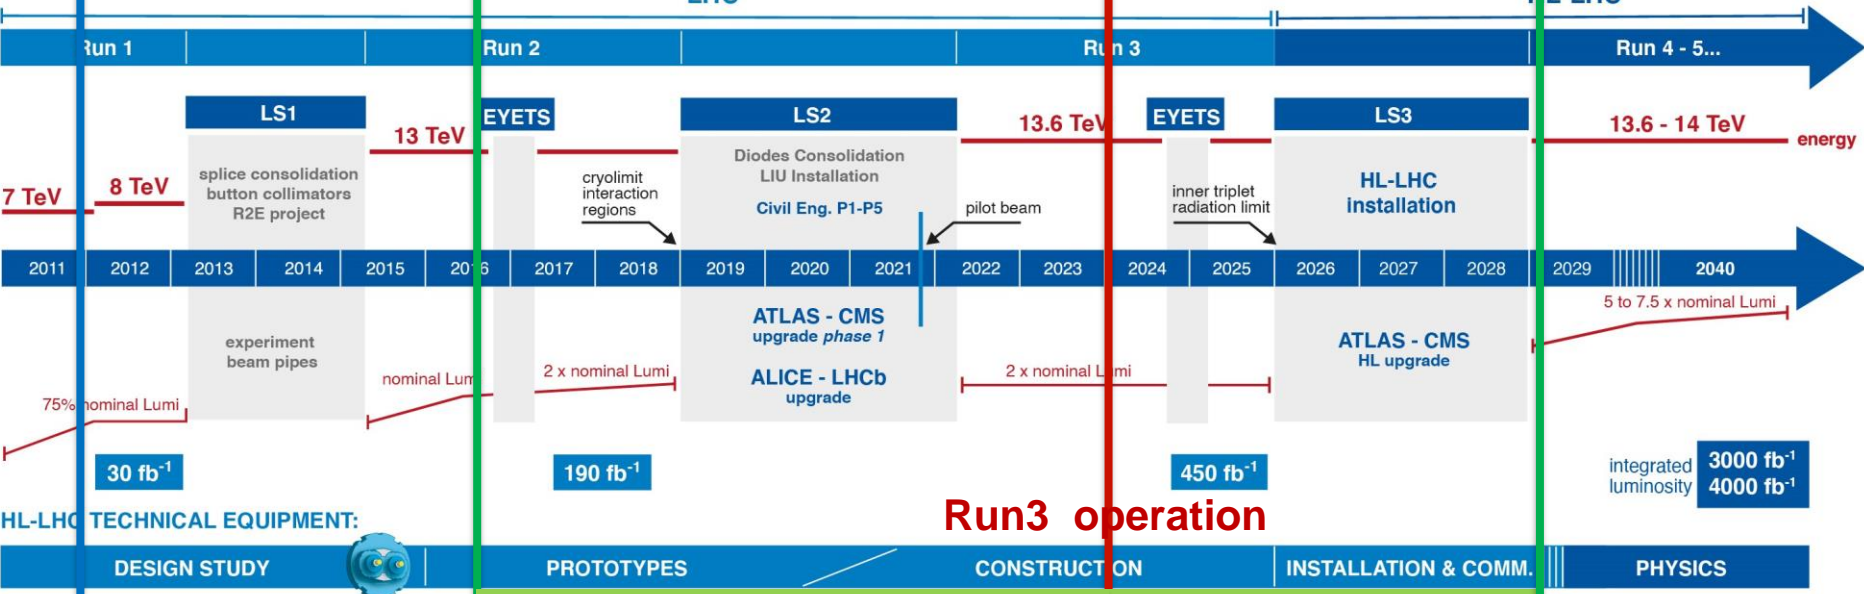 Run 1
Run 2
Run 3
Run 4 - 5...
LS1
EYETS
LS2
EYETS
LS3
13 TeV
13.6 TeV
13.6 - 14 TeV
energy
7 TeV
8 TeV
splice consolidation
button collimators
R2E project
cryolimit
interaction
regions
Diodes Consolidation
LIU Installation
Civil Eng. P1-P5
pilot beam
inner triplet
radiation limit
HL-LHC
installation
2011 2012 2013 2014 2015 2016 2017 2018 2019 2020 2021 2022 2023 2024 2025 2026 2027 2028 2029 2040
5 to 7.5 x nominal Lumi
experiment
beam pipes
ATLAS - CMS
upgrade phase 1
ALICE - LHCb
upgrade
ATLAS - CMS
HL upgrade
75% nominal Lumi
nominal Lumi
2 x nominal Lumi
2 x nominal Lumi
30 fb-1
190 fb-1
450 fb-1
integrated
luminosity
3000 fb-1
4000 fb-1
Run3 operation
HL-LHC TECHNICAL EQUIPMENT:
DESIGN STUDY
PROTOTYPES
CONSTRUCTION
INSTALLATION & COMM.
PHYSICS